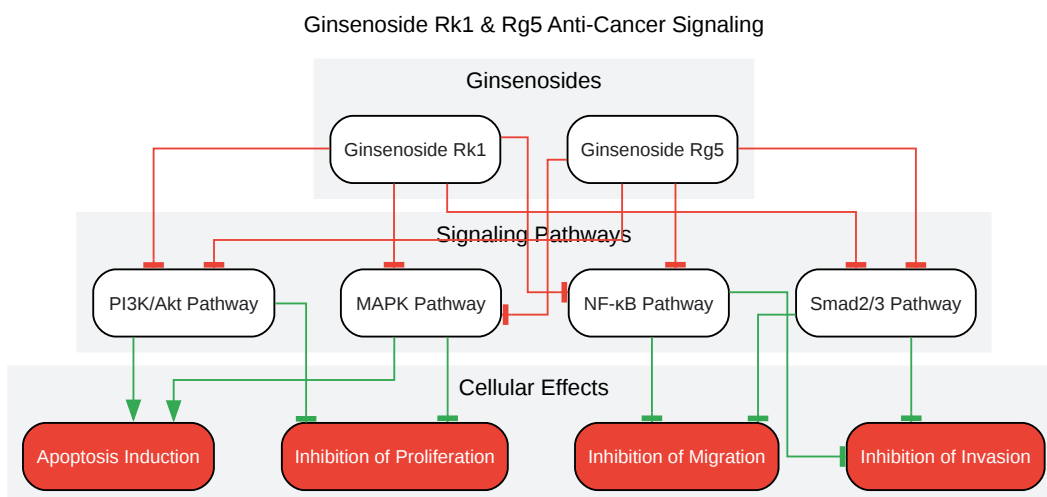 Ginsenoside Rk1 & Rg5 Anti-Cancer Signaling
Ginsenosides
Ginsenoside Rk1
Ginsenoside Rg5
Signaling Pathways
PI3K/Akt Pathway
MAPK Pathway
NF-κB Pathway
Smad2/3 Pathway
Cellular Effects
Apoptosis Induction
Inhibition of Proliferation
Inhibition of Migration
Inhibition of Invasion